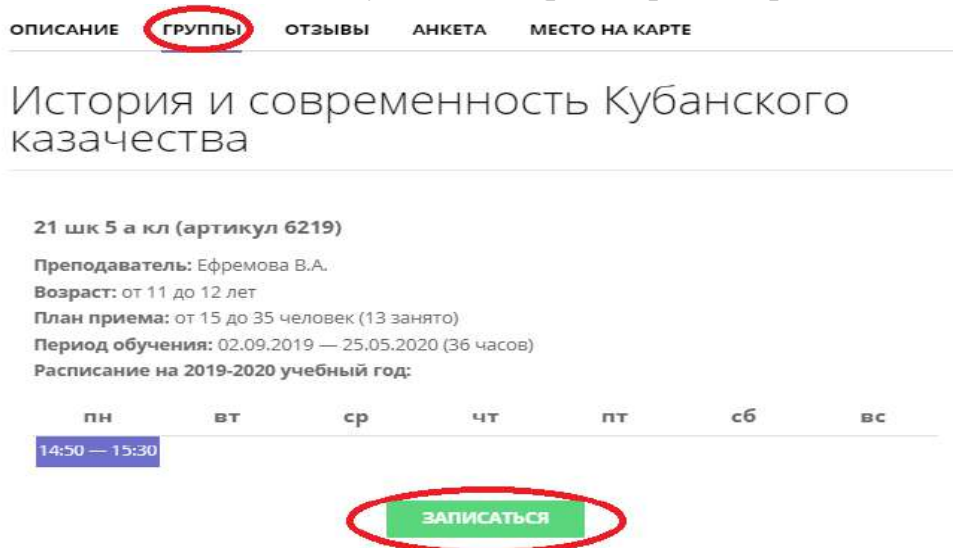 ОПИСАНИЕ ГРУППЫ ОТЗЫВЫ АНКЕТА МЕСТО НА КАРТЕ
История и современность Кубанского
казачества
21 шк 5 а кл (артикул 6219)
Преподаватель: Ефремова В.А.
Возраст: от 11 до 12 лет
План приема: от 15 до 35 человек (13 занято)
Период обучения: 02.09.2019 — 25.05.2020 (36 часов)
Расписание на 2019-2020 учебный год:
пн вт ср чт пт сб вс
14:50 — 15:30
ЗАПИСАТЬСЯ